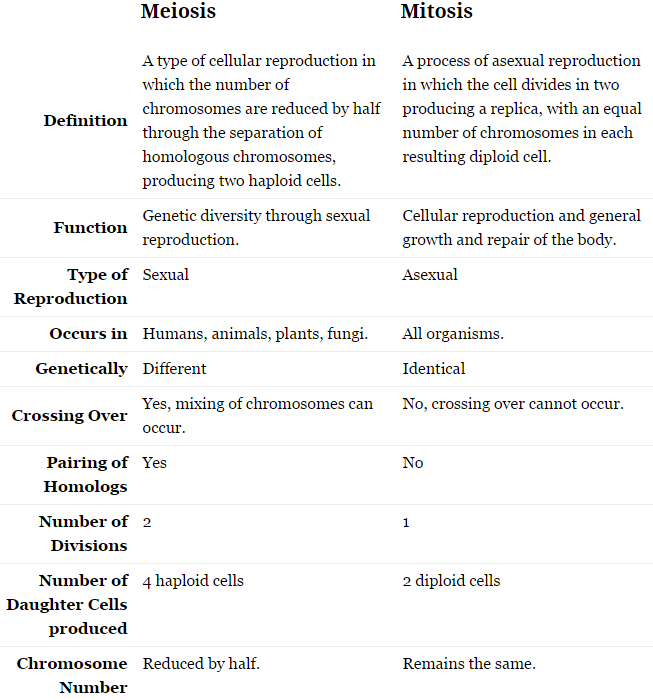 Meiosis Mitosis
Definition
A type of cellular reproduction in
which the number of
chromosomes are reduced by half
through the separation of
homologous chromosomes,
producing two haploid cells.
A process of asexual reproduction
in which the cell divides in two
producing a replica, with an equal
number of chromosomes in each
resulting diploid cell.
Function
Genetic diversity through sexual
reproduction.
Cellular reproduction and general
growth and repair of the body.
Type of
Reproduction
Sexual
Asexual
Occurs in
Humans, animals, plants, fungi.
All organisms.
Genetically
Different
Identical
Crossing Over
Yes, mixing of chromosomes can
occur.
No, crossing over cannot occur.
Pairing of
Homologs
Yes
No
Number of
Divisions
2
1
Number of
Daughter Cells
produced
4 haploid cells
2 diploid cells
Chromosome
Number
Reduced by half.
Remains the same.